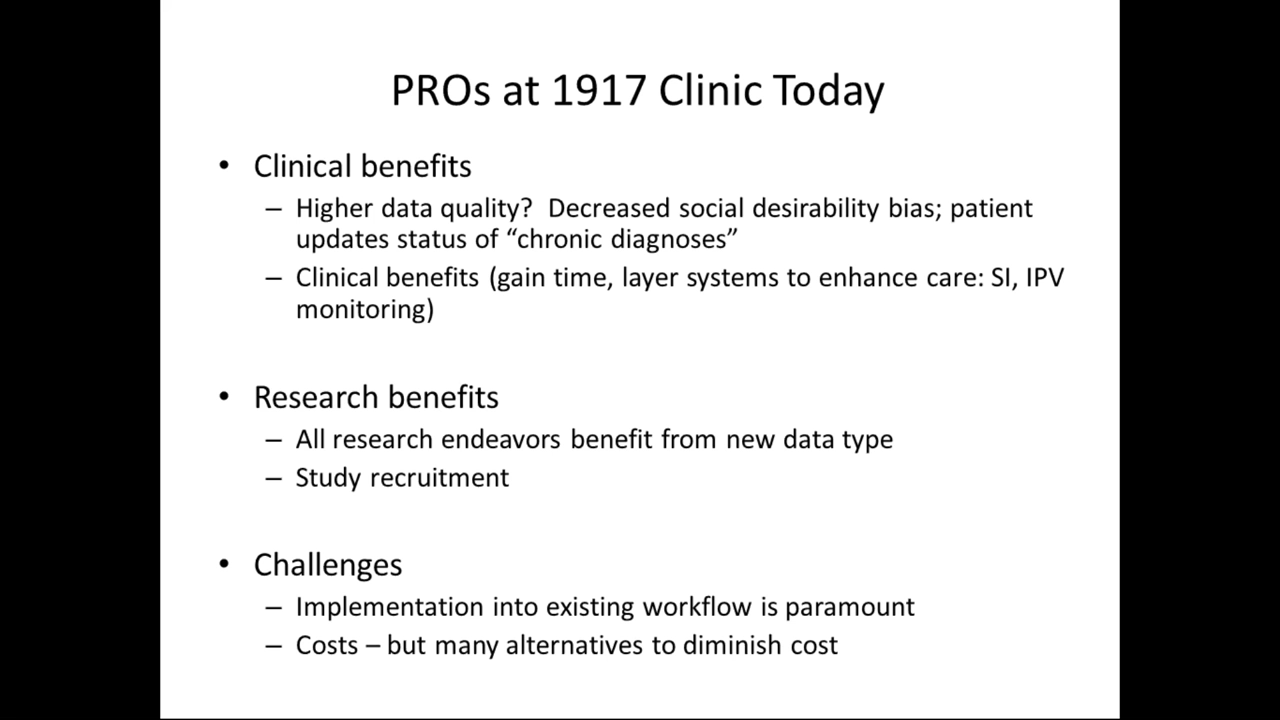 PROs at 1917 Clinic Today
• Clinical benefits
– Higher data quality?  Decreased social desirability bias; patient
updates status of “chronic diagnoses”
– Clinical benefits (gain time, layer systems to enhance care: SI, IPV
monitoring)
• Research benefits
– All research endeavors benefit from new data type
– Study recruitment
• Challenges
– Implementation into existing workflow is paramount
– Costs – but many alternatives to diminish cost